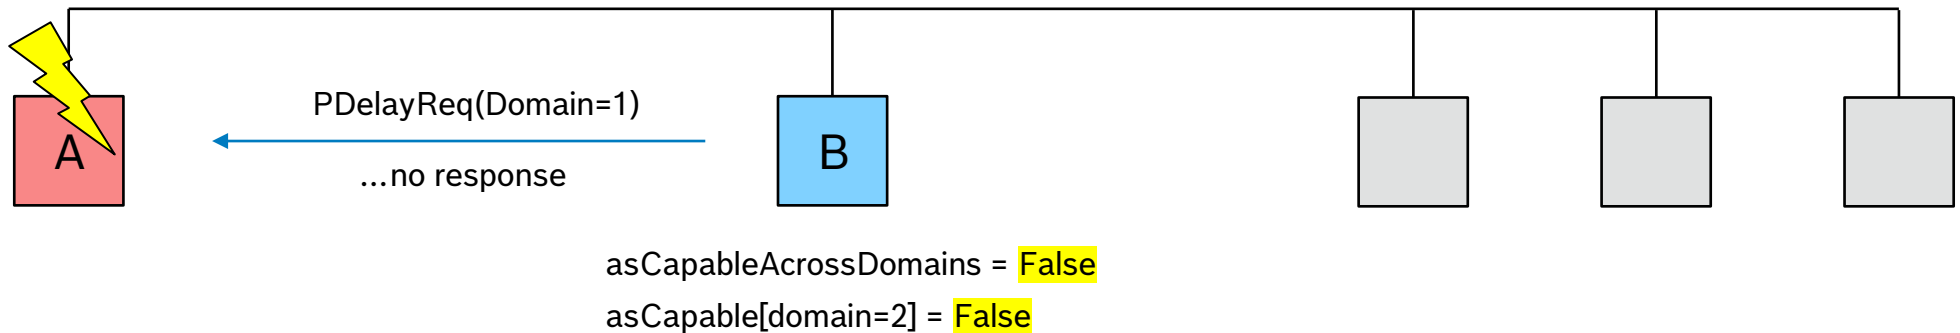 PDelayReq(Domain=1)
A
B
...no response
asCapableAcrossDomains = False
asCapable[domain=2] = False